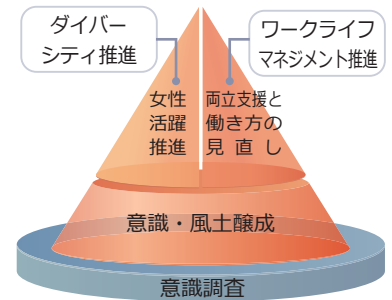 ダイバー
シティ推進
ワークライフ
マネジメント推進
女性
活躍
推進
両立支援と
働き方の
見直し
意識・風土醸成
意識調査